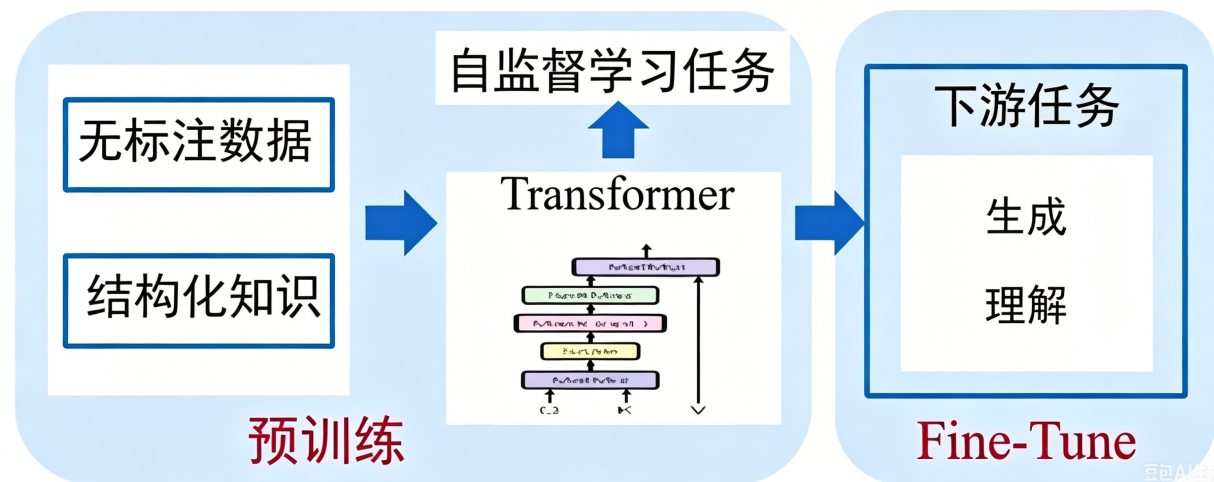 无标注数据
结构化知识
自监督学习任务
Transformer
预训练
下游任务
生成
理解
Fine-Tune